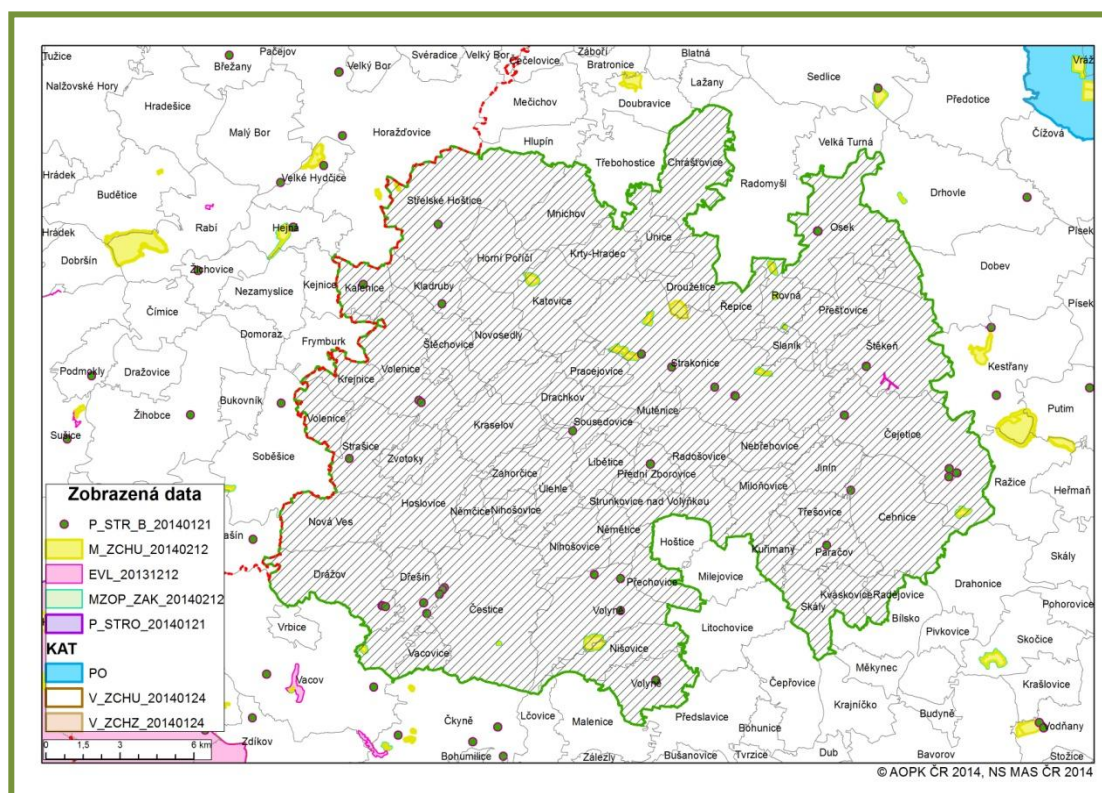 Tužice
Pačejov
Břežany
Velký Bor
Svéradice
Velký Bor
Záboří
Bratronice
Blatná
Sedlice
Vráž
Nalžovské Hory
Hradešice
Mečichov
Doubravice
Lažany
Předotice
Malý Bor
Horažďovice
Hlupín
Třebohostice
Chrášťovice
Velká Turná
Čížová
Hrádek
Velké Hydčice
Radomyšl
Budětice
Střelské Hoštice
Mnichov
Únice
Drhovle
Rabí
Hejná
Osek
Hrádek
Písek
Dobršín
Žichovice
Horní Poříčí
Krty-Hradec
Dobev
Nezamyslice
Kejnice
Kalenice
Kladruby
Katovice
Droužetice
Řepice
Rovná
Přešťovice
Písek
Čímice
Domoraz
Frymburk
Štěchovice
Novosedly
Slaník
Štěkeň
Podmokly
Dražovice
Krejnice
Volenice
Pracejovice
Strakonice
Kestřany
Bukovník
Žihobce
Volenice
Drachkov
Mutěnice
Putim
Sušice
Kraselov
Sousedovice
Čejetice
Soběšice
Strašice
Zvotoky
Zahorčice
Libětice
Radošovice
Nebřehovice
Přední Zborovice
Jinín
Ražice
Úlehle
Miloňovice
Heřmaň
Hoslovice
Němčice
Nihošovice
Strunkovice nad Volyňkou
Třešovice
Cehnice
Nová Ves
Němětice
Hoštice
Kuřimany
Paračov
Skály
Drážov
Dřešín
Nihošovice
Přechovice
Milejovice
Kváskovice
Radějovice
Drahonice
Čestice
Volyně
Skály
Bílsko
Pohorovice
Vrbice
Litochovice
Pivkovice
Skočice
Vacovice
Nišovice
Měkynec
Vacov
Volyně
Čepřovice
Krajníčko
Krašlovice
Čkyně
Lčovice
Malenice
Předslavice
Bohunice
Budyně
Vodňany
Zdíkov
Bohumilice
Zálezly
Bušanovice
Tvrzice
Dub
Bavorov
Stožice
Zobrazená data
P_STR_B_20140121
M_ZCHU_20140212
EVL_20131212
MZOP_ZAK_20140212
P_STRO_20140121
KAT
PO
V_ZCHU_20140124
V_ZCHZ_20140124
0 1,5 3 6 km
© AOPK ČR 2014, NS MAS ČR 2014